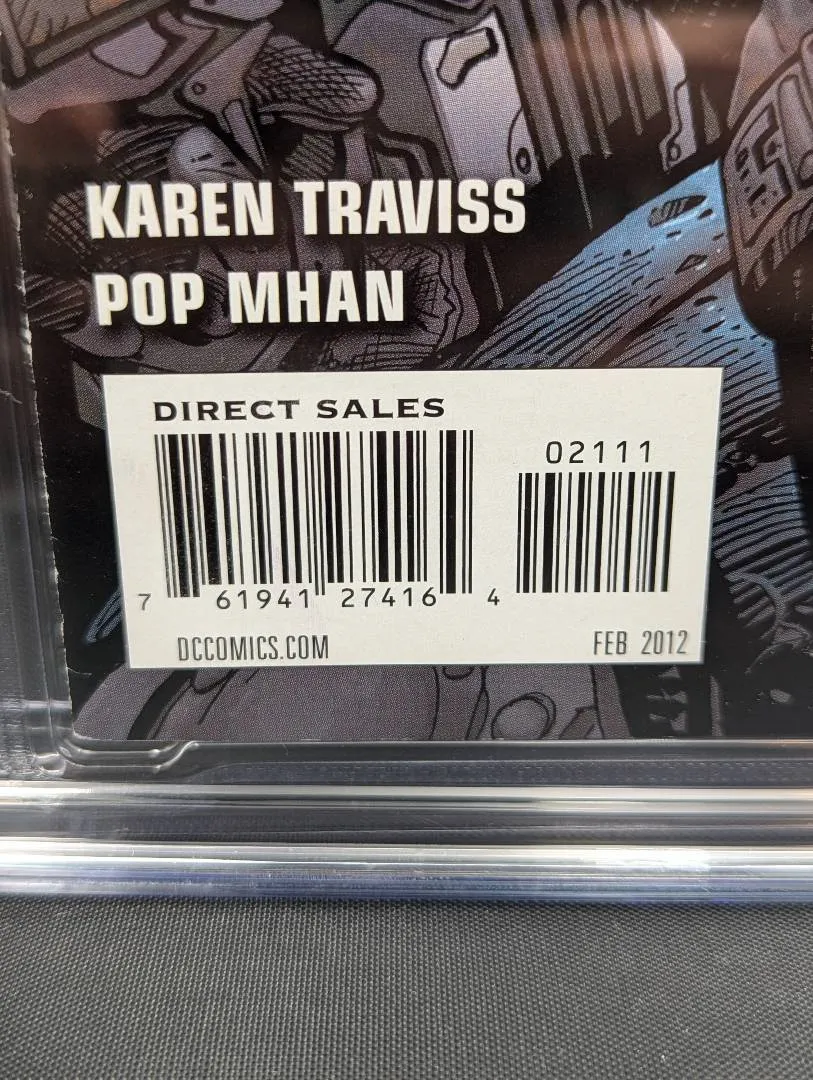 KAREN TRAVISS
POP MHAN
DIRECT SALES
02111
7 61941 27416 4
DCCOMICS.COM FEB 2012